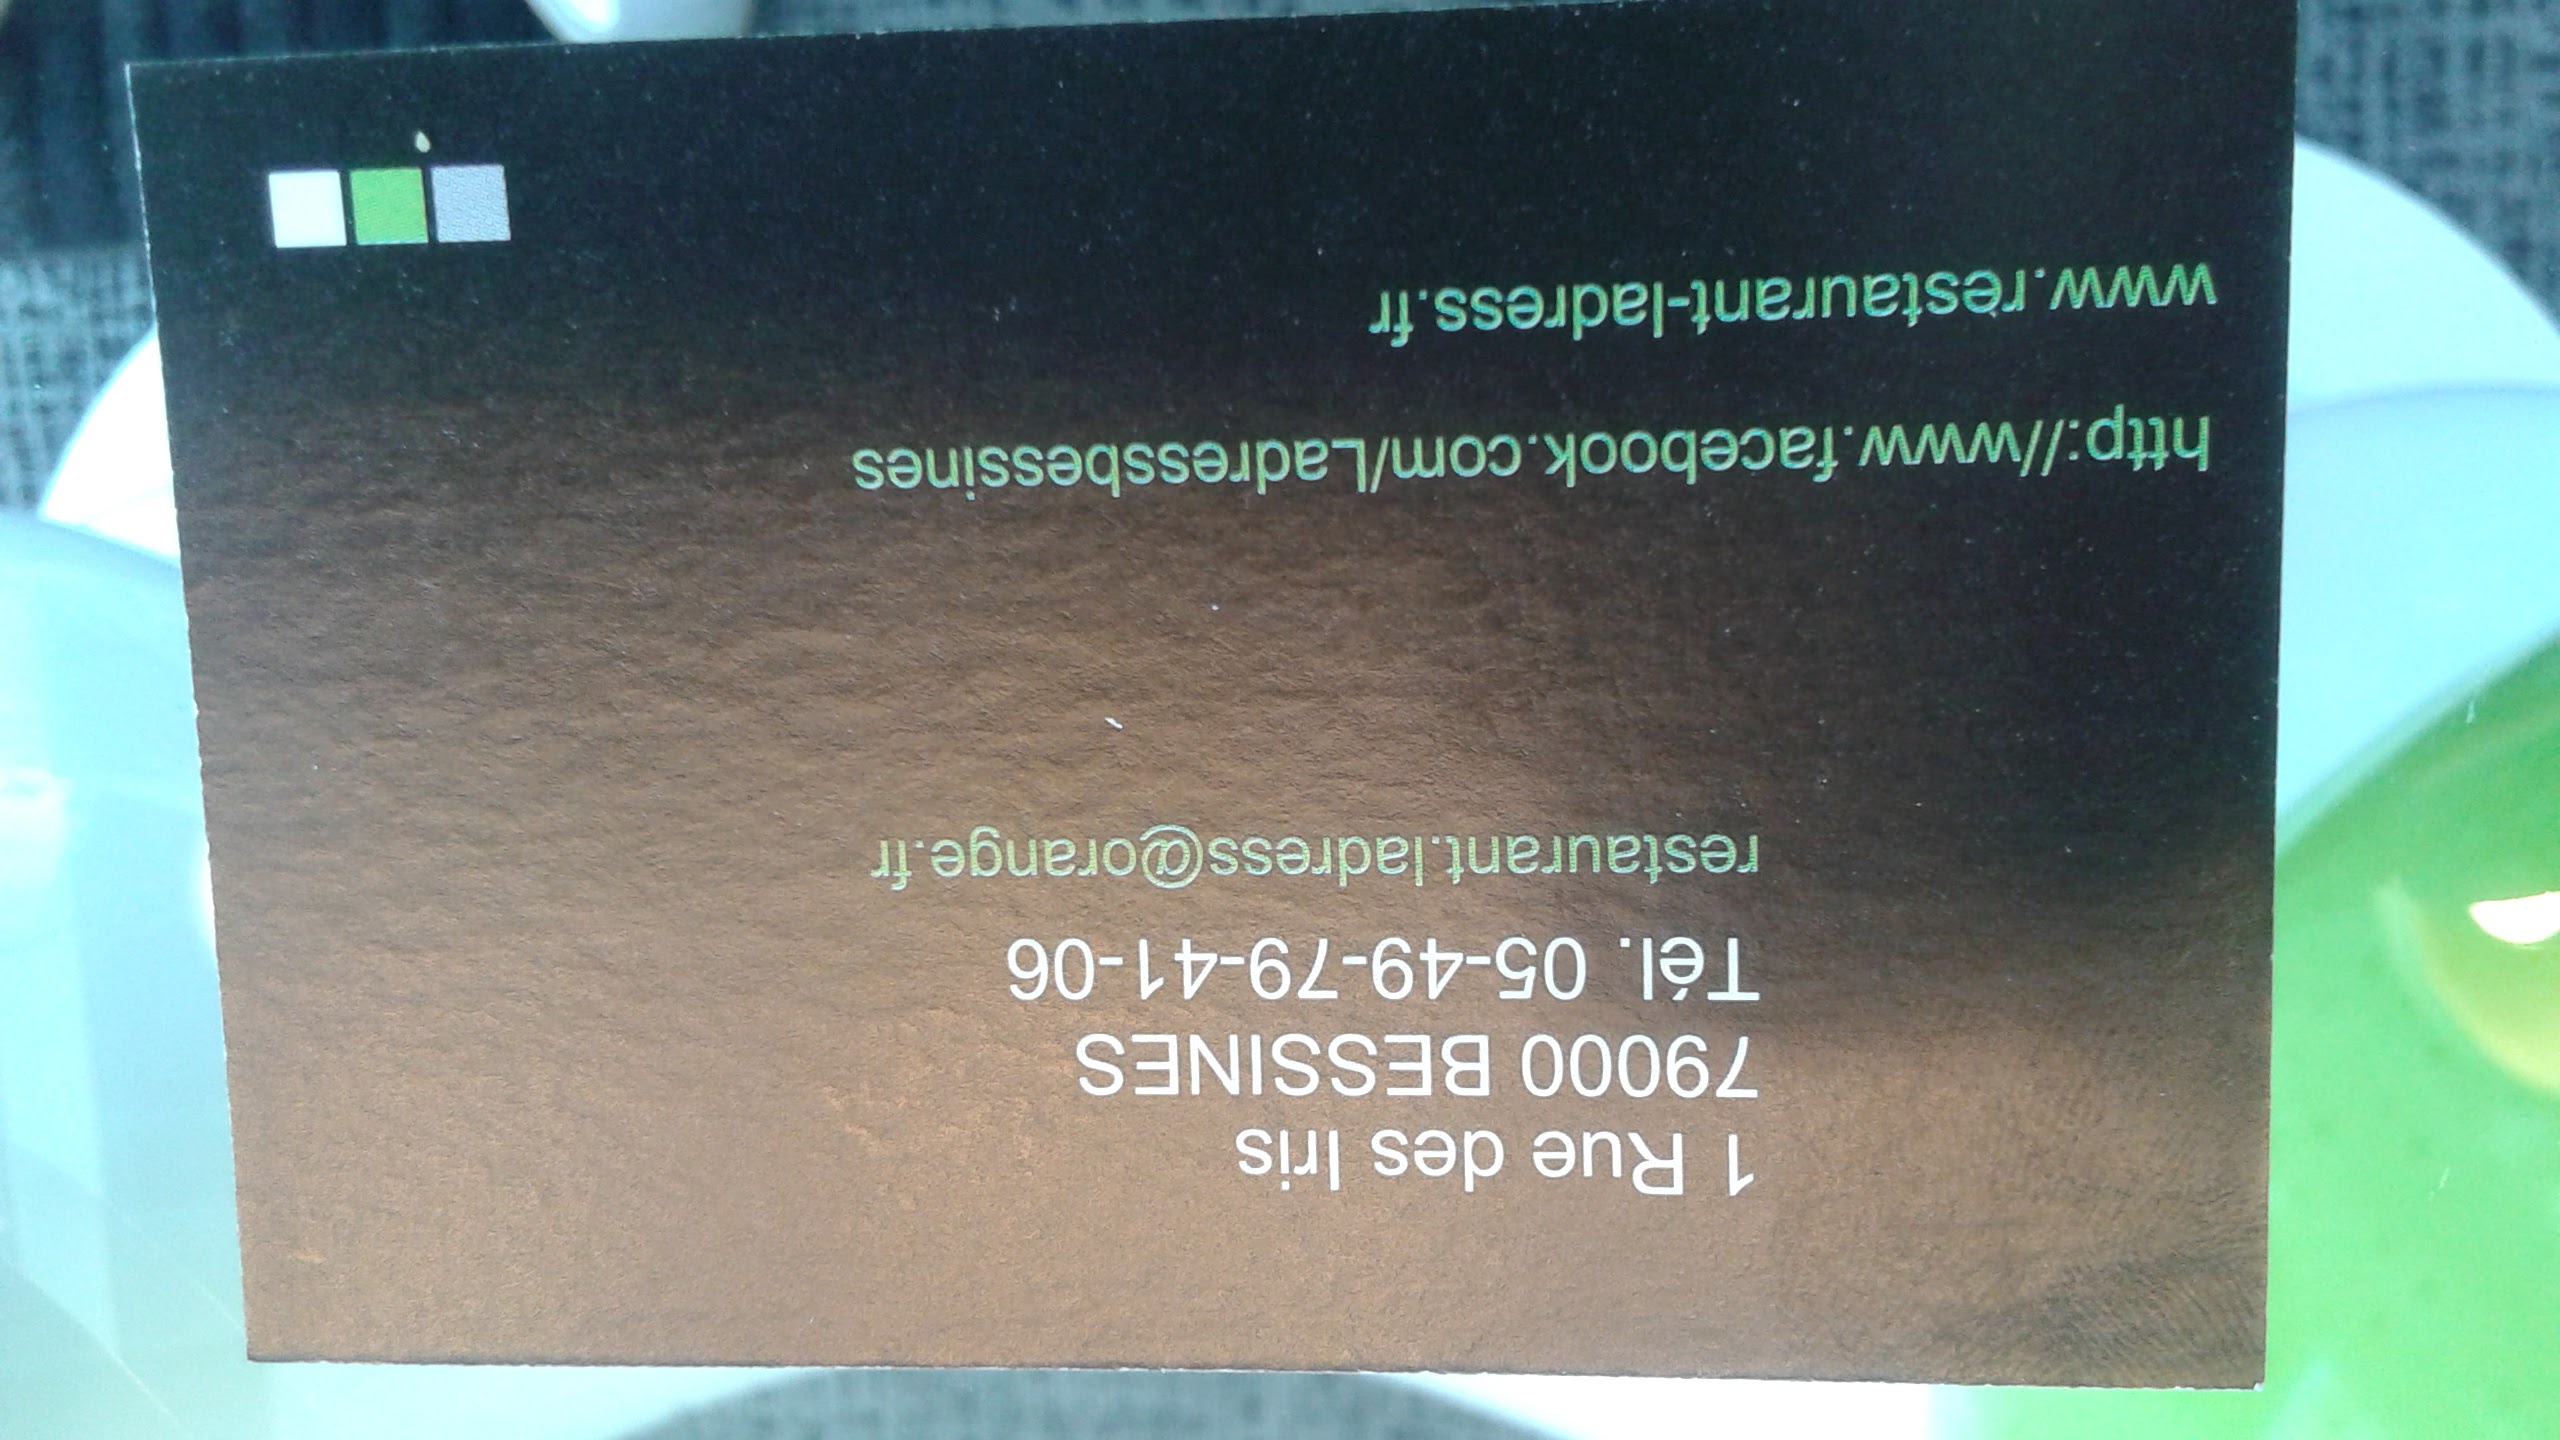 1 Rue des Iris
79000 BESSINES
Tél. 05-49-79-41-06
restaurant.ladress@orange.fr
http://www.facebook.com/Ladressbessines
www.restaurant-ladress.fr